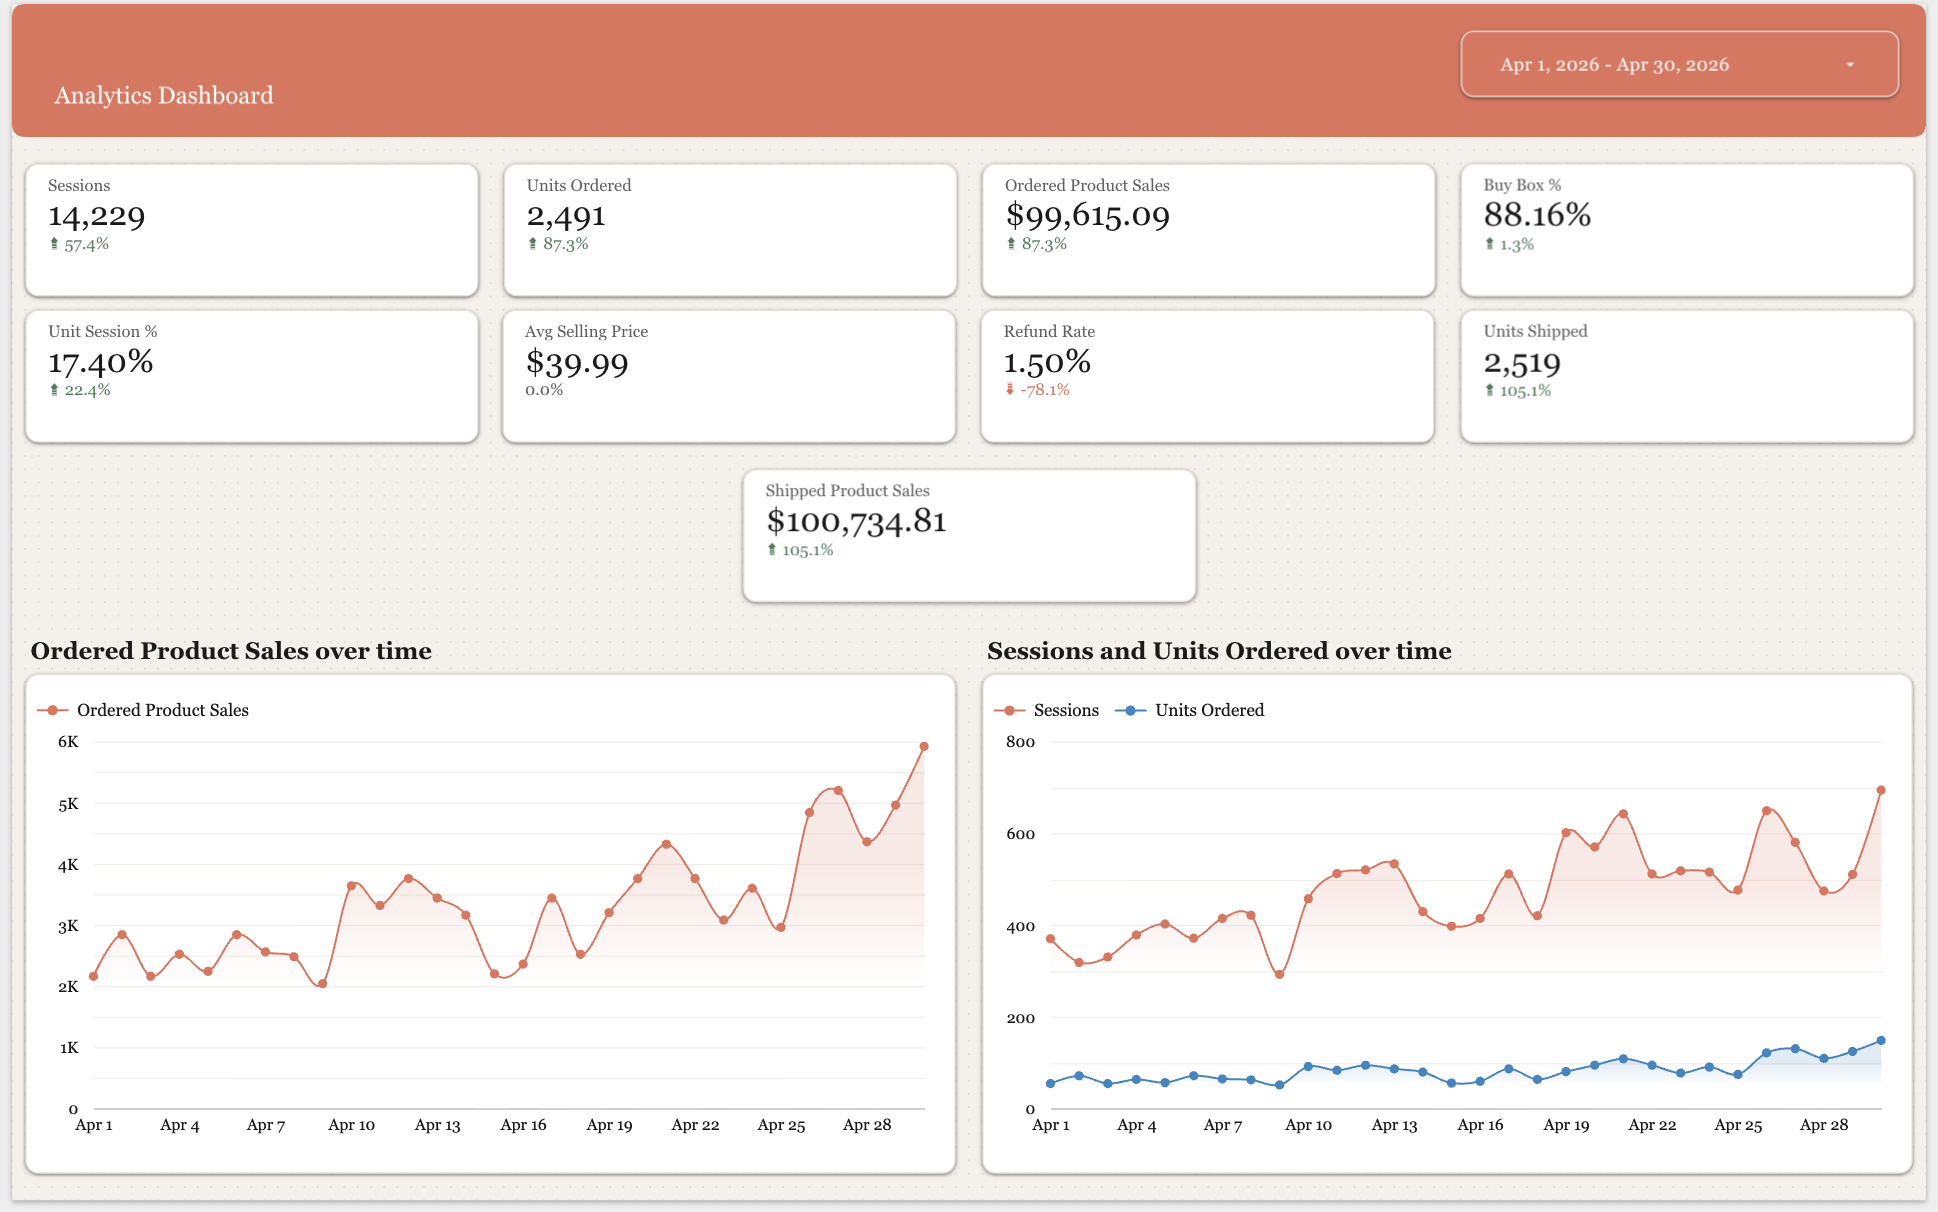 Analytics Dashboard
Apr 1, 2026 - Apr 30, 2026
Sessions
14,229
57.4%
Units Ordered
2,491
87.3%
Ordered Product Sales
$99,615.09
87.3%
Buy Box %
88.16%
1.3%
Unit Session %
17.40%
22.4%
Avg Selling Price
$39.99
0.0%
Refund Rate
1.50%
-78.1%
Units Shipped
2,519
105.1%
Shipped Product Sales
$100,734.81
105.1%
Ordered Product Sales over time
Ordered Product Sales
6K
5K
4K
3K
2K
1K
0
Apr 1 Apr 4 Apr 7 Apr 10 Apr 13 Apr 16 Apr 19 Apr 22 Apr 25 Apr 28
Sessions and Units Ordered over time
Sessions Units Ordered
800
600
400
200
0
Apr 1 Apr 4 Apr 7 Apr 10 Apr 13 Apr 16 Apr 19 Apr 22 Apr 25 Apr 28